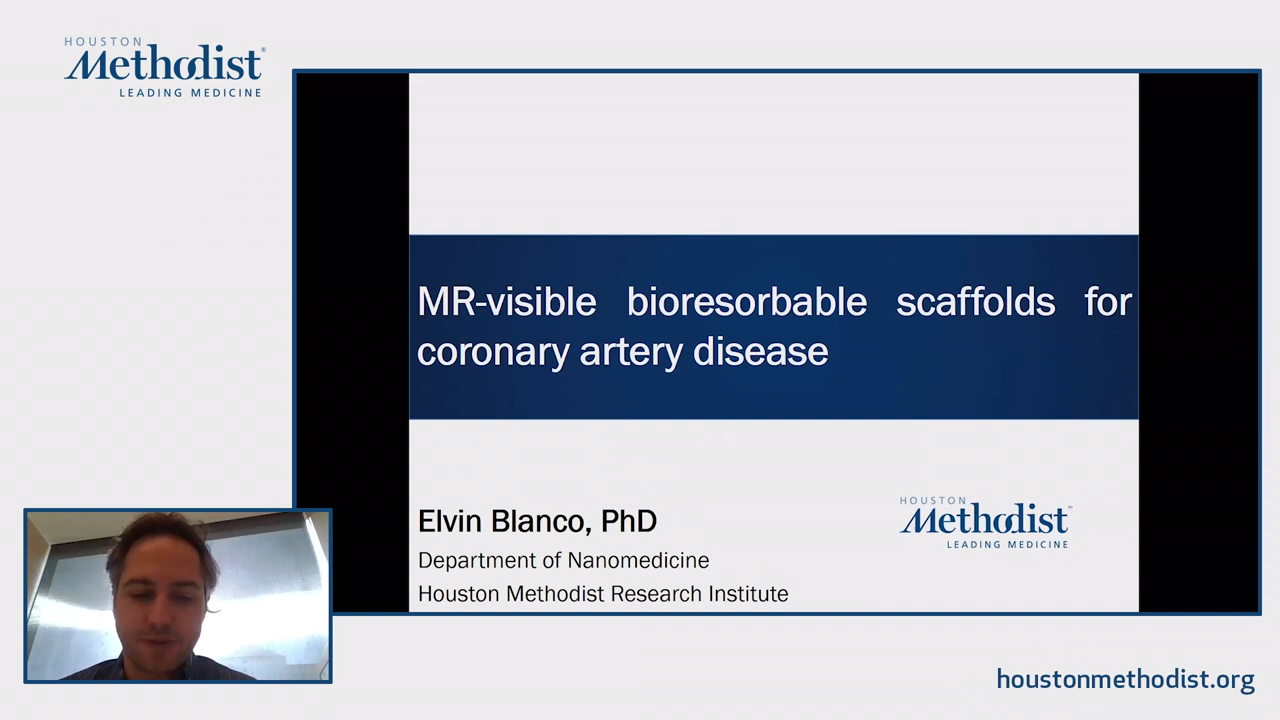 HOUSTON
Methodist®
LEADING MEDICINE
MR-visible bioresorbable scaffolds for
coronary artery disease
Elvin Blanco, PhD
Department of Nanomedicine
Houston Methodist Research Institute
HOUSTON
Methodist
LEADING MEDICINE
houstonmethodist.org